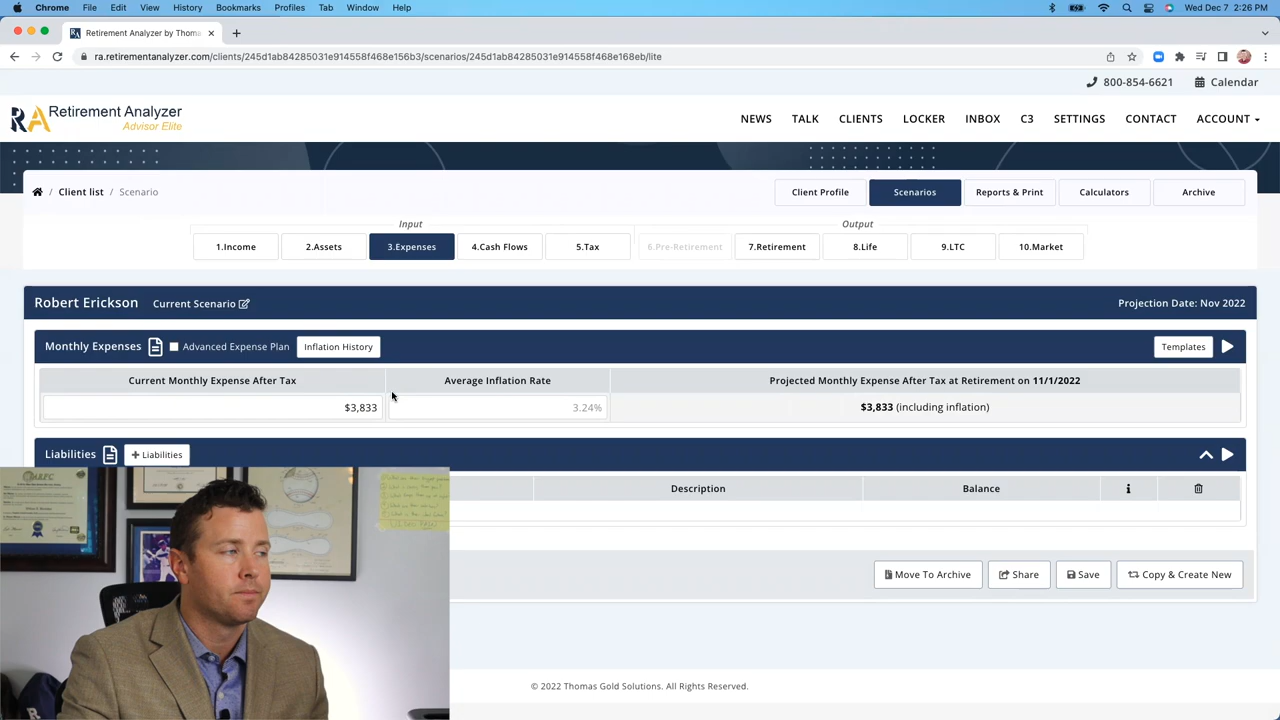 Chrome File Edit View History Bookmarks Profiles Tab Window Help Wed Dec 7 2:26 PM
Retirement Analyzer by Thoma
ra.retirementanalyzer.com/clients/245d1ab84285031e914558f468e156b3/scenarios/245d1ab84285031e914558f468e168eb/lite
800-854-6621 Calendar
RA Retirement Analyzer
Advisor Elite
NEWS TALK CLIENTS LOCKER INBOX C3 SETTINGS CONTACT ACCOUNT
/ Client list / Scenario Client Profile Scenarios Reports & Print Calculators Archive
Input Output
1.Income 2.Assets 3.Expenses 4.Cash Flows 5.Tax 6.Pre-Retirement 7.Retirement 8.Life 9.LTC 10.Market
Robert Erickson Current Scenario Projection Date: Nov 2022
Monthly Expenses Advanced Expense Plan Inflation History Templates
Current Monthly Expense After Tax Average Inflation Rate Projected Monthly Expense After Tax at Retirement on 11/1/2022
$3,833 3.24% $3,833 (including inflation)
Liabilities + Liabilities
Description Balance
Move To Archive Share Save Copy & Create New
© 2022 Thomas Gold Solutions. All Rights Reserved.